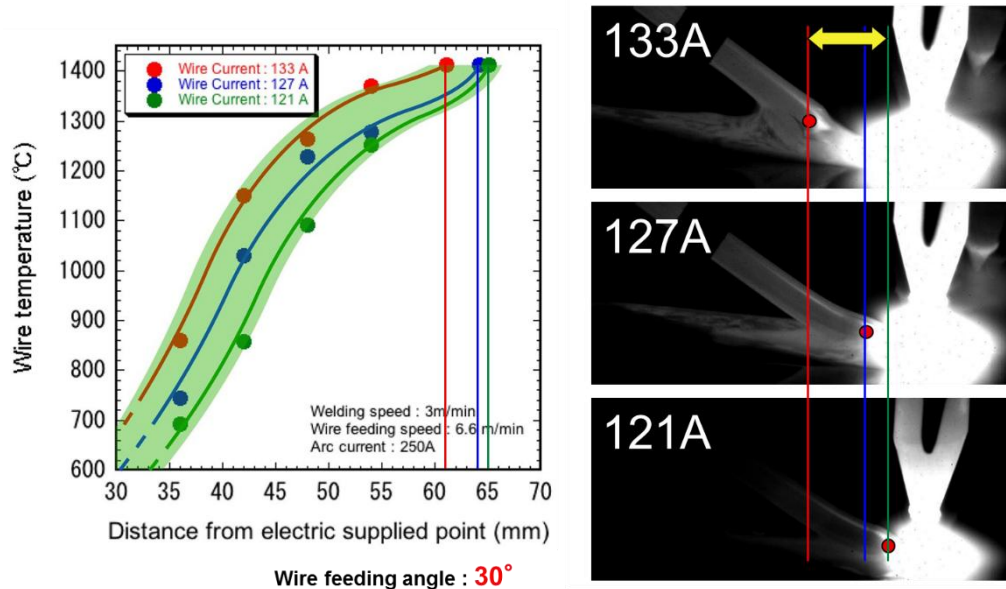 Wire temperature (℃)
1400
1300
1200
1100
1000
900
800
700
600
Wire Current : 133 A
Wire Current : 127 A
Wire Current : 121 A
Welding speed : 3m/min
Wire feeding speed : 6.6 m/min
Arc current : 250A
30 35 40 45 50 55 60 65 70
Distance from electric supplied point (mm)
Wire feeding angle : 30°
133A
127A
121A